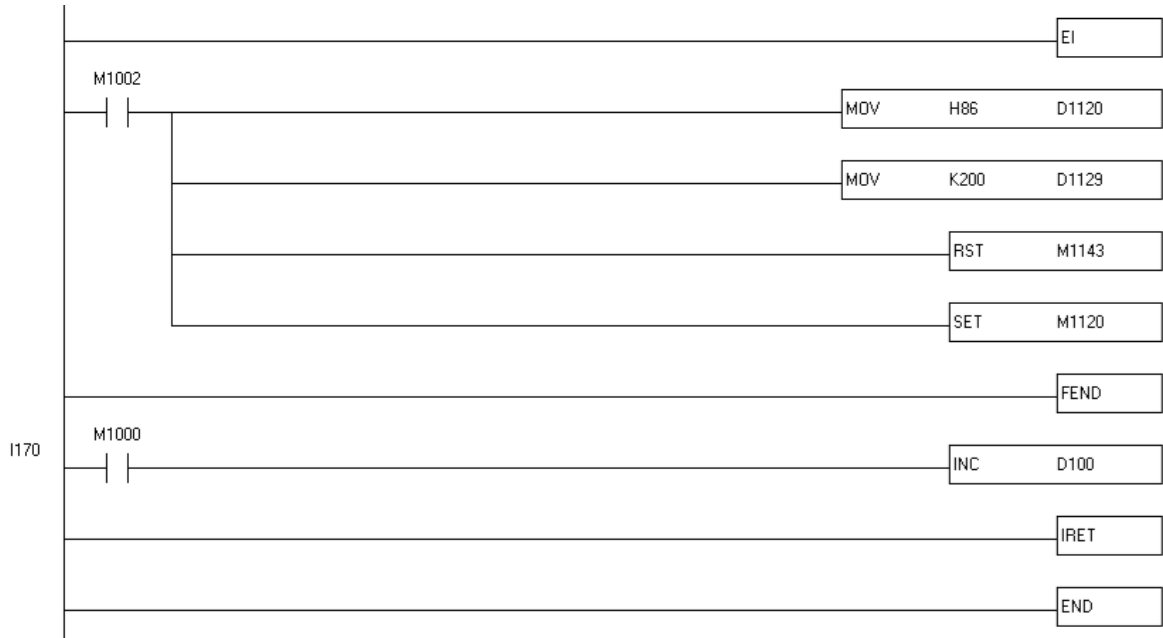 EI
M1002
MOV H86 D1120
MOV K200 D1129
RST M1143
SET M1120
FEND
M1000
I170
INC D100
IRET
END